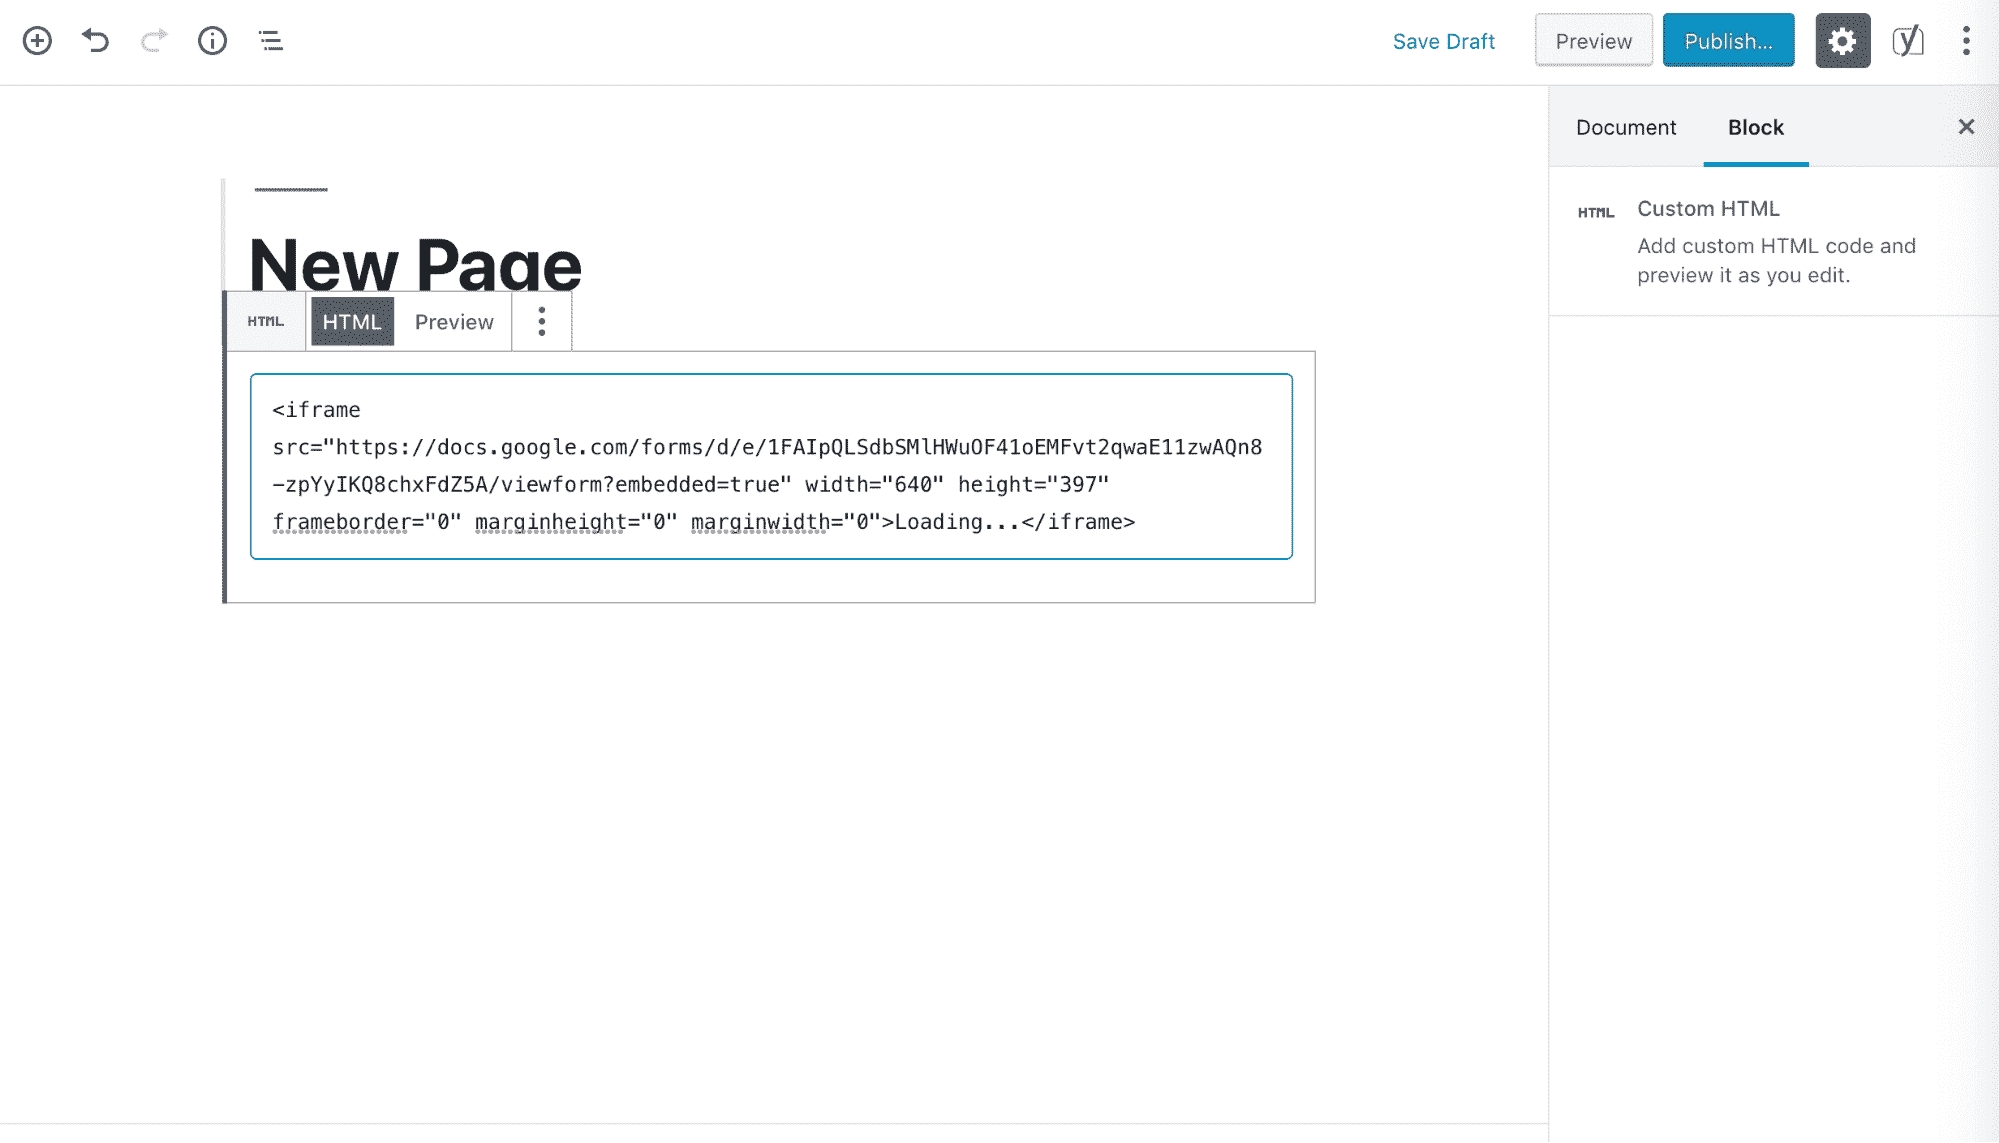 Save Draft Preview Publish...
Document Block
HTML Custom HTML
Add custom HTML code and
preview it as you edit.
New Page
HTML HTML Preview
<iframe
src="https://docs.google.com/forms/d/e/1FAIpQLSdbSMlHWuOF41oEMFvt2qwaE11zwAQn8
-zpYyIKQ8chxFdZ5A/viewform?embedded=true" width="640" height="397"
frameborder="0" marginheight="0" marginwidth="0">Loading...</iframe>